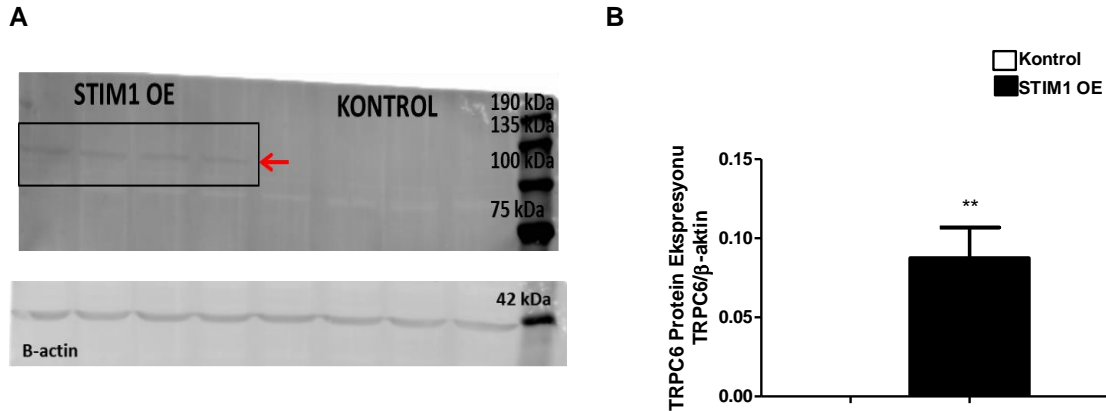 A
STIM1 OE
KONTROL
190 kDa
135 kDa
100 kDa
75 kDa
42 kDa
B-actin
B
Kontrol
STIM1 OE
TRPC6 Protein Ekspresyonu
TRPC6/β-aktin
0.15
0.10
0.05
0.00
**